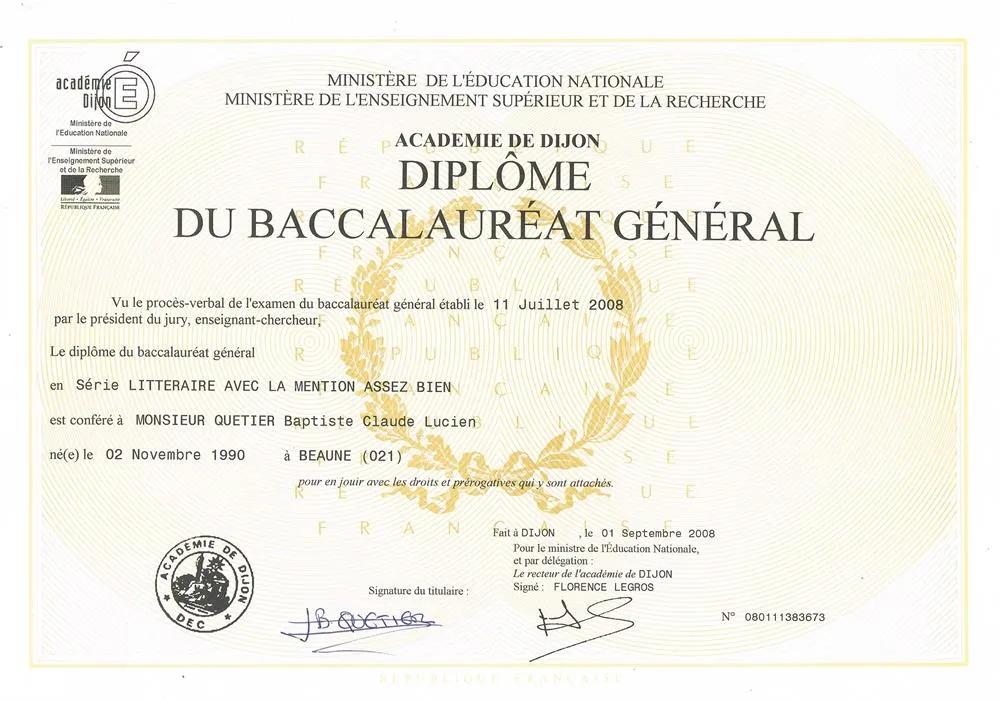 académie
Dijon
É
Ministère de
l'Education Nationale
Ministère de
l'Enseignement Supérieur
et de la Recherche
Liberté • Égalité • Fraternité
RÉPUBLIQUE FRANÇAISE
MINISTÈRE DE L'ÉDUCATION NATIONALE
MINISTÈRE DE L'ENSEIGNEMENT SUPÉRIEUR ET DE LA RECHERCHE
ACADEMIE DE DIJON
DIPLÔME
DU BACCALAURÉAT GÉNÉRAL
Vu le procès-verbal de l'examen du baccalauréat général établi le 11 Juillet 2008
par le président du jury, enseignant-chercheur,
Le diplôme du baccalauréat général
en Série LITTERAIRE AVEC LA MENTION ASSEZ BIEN
est conféré à MONSIEUR QUETIER Baptiste Claude Lucien
né(e) le 02 Novembre 1990 à BEAUNE (021)
pour en jouir avec les droits et prérogatives qui y sont attachés.
Fait à DIJON , le 01 Septembre 2008
Pour le ministre de l'Éducation Nationale,
et par délégation :
Le recteur de l'académie de DIJON
Signé : FLORENCE LEGROS
Signature du titulaire :
JB QUETIER
N° 080111383673
ACADEMIE DE DIJON
DEC
RÉPUBLIQUE FRANÇAISE